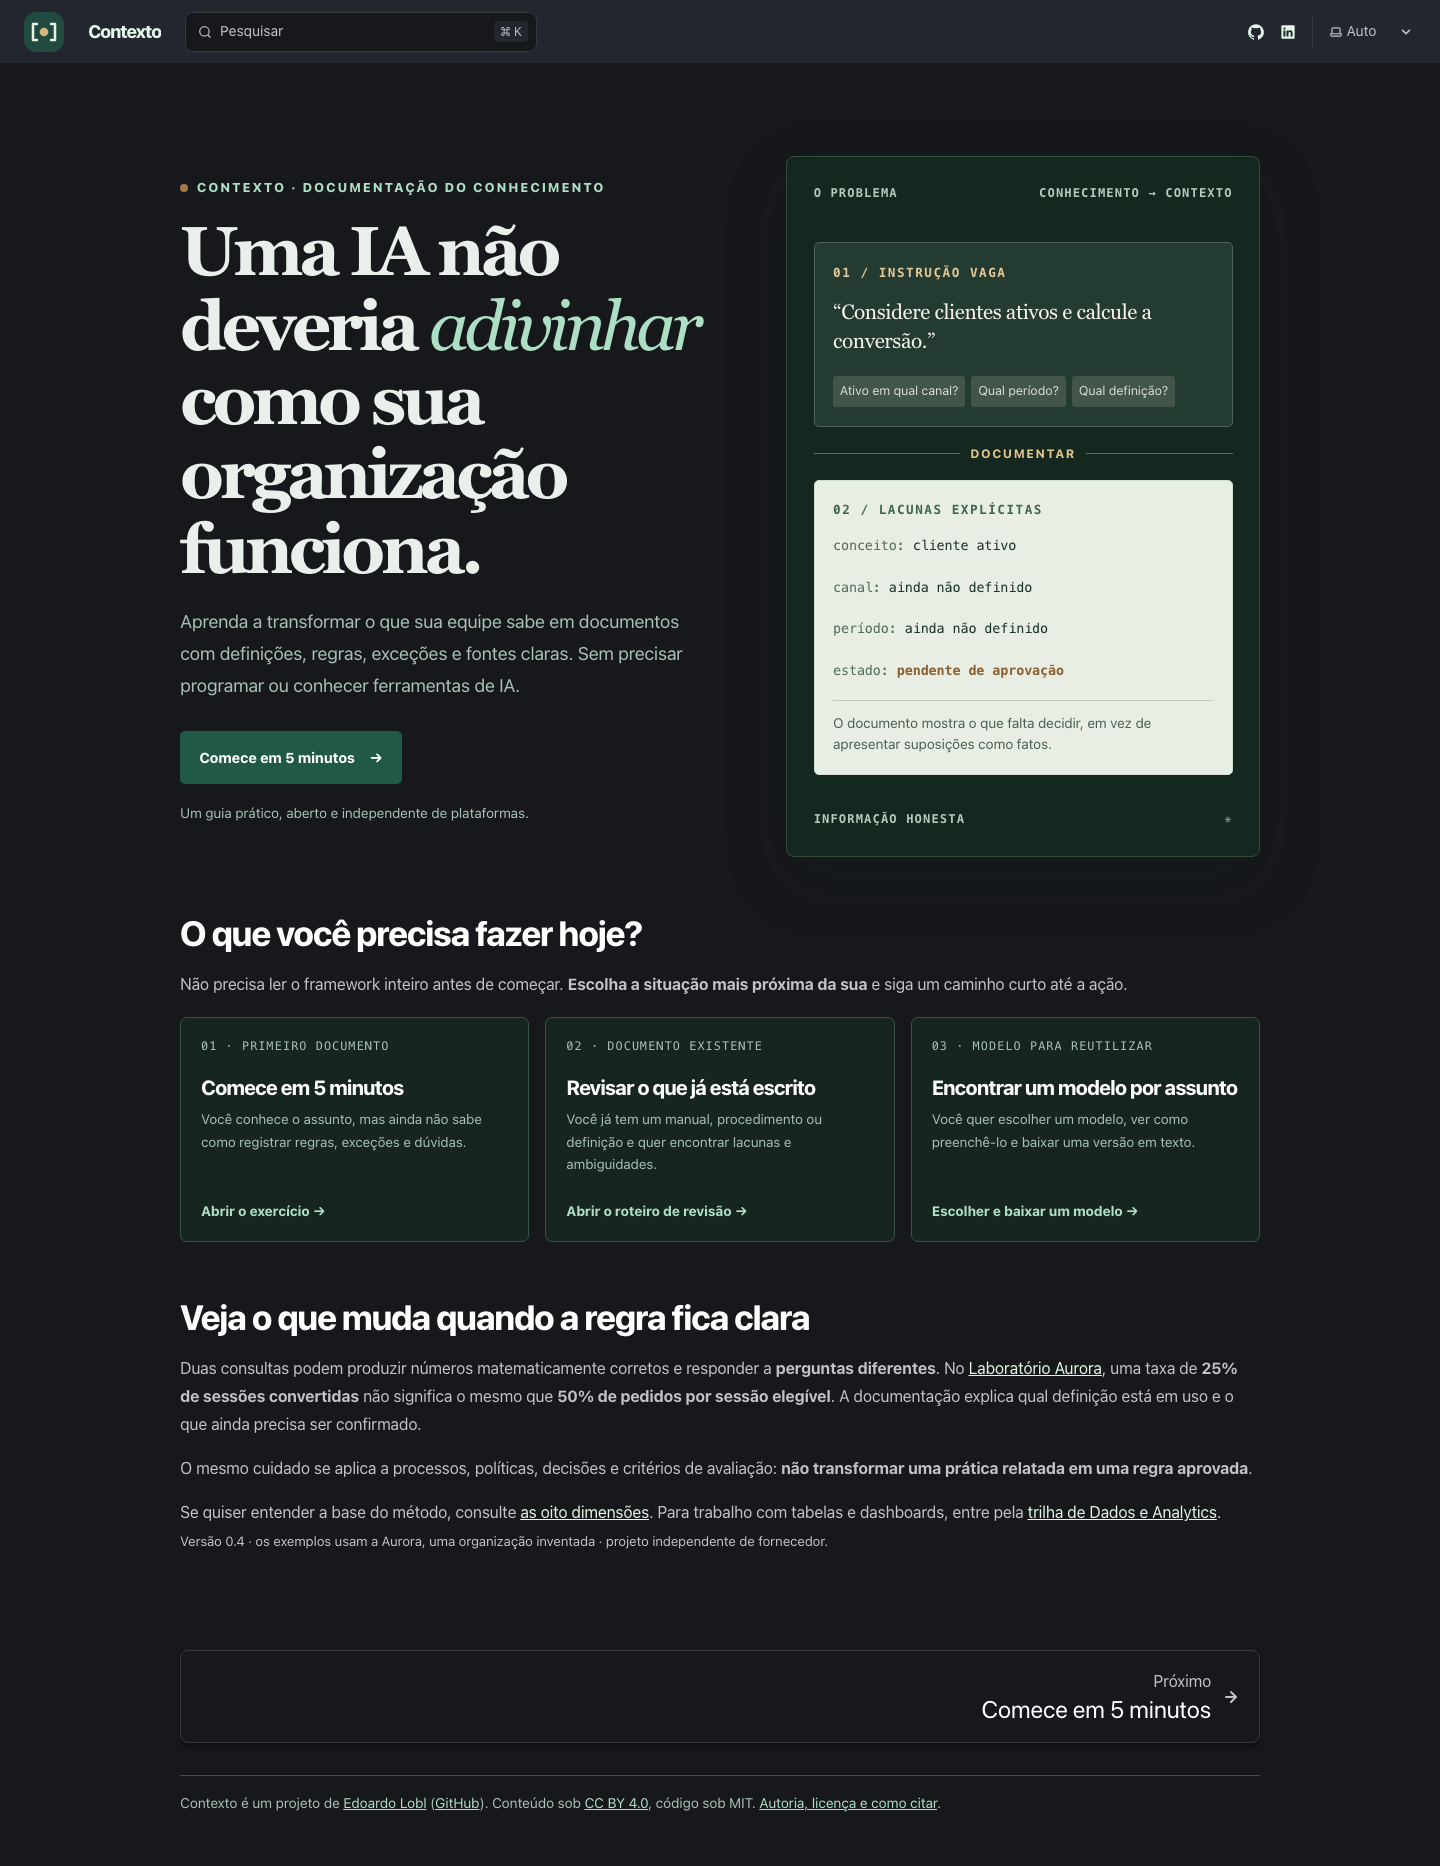 Contexto
Pesquisar
⌘ K
Auto
CONTEXTO · DOCUMENTAÇÃO DO CONHECIMENTO
Uma IA não
deveria adivinhar
como sua
organização
funciona.
Aprenda a transformar o que sua equipe sabe em documentos
com definições, regras, exceções e fontes claras. Sem precisar
programar ou conhecer ferramentas de IA.
Comece em 5 minutos →
Um guia prático, aberto e independente de plataformas.
O PROBLEMA
CONHECIMENTO → CONTEXTO
01 / INSTRUÇÃO VAGA
“Considere clientes ativos e calcule a
conversão.”
Ativo em qual canal? Qual período? Qual definição?
DOCUMENTAR
02 / LACUNAS EXPLÍCITAS
conceito: cliente ativo
canal: ainda não definido
período: ainda não definido
estado: pendente de aprovação
O documento mostra o que falta decidir, em vez de
apresentar suposições como fatos.
INFORMAÇÃO HONESTA ✳
O que você precisa fazer hoje?
Não precisa ler o framework inteiro antes de começar. Escolha a situação mais próxima da sua e siga um caminho curto até a ação.
01 · PRIMEIRO DOCUMENTO
Comece em 5 minutos
Você conhece o assunto, mas ainda não sabe
como registrar regras, exceções e dúvidas.
Abrir o exercício →
02 · DOCUMENTO EXISTENTE
Revisar o que já está escrito
Você já tem um manual, procedimento ou
definição e quer encontrar lacunas e
ambiguidades.
Abrir o roteiro de revisão →
03 · MODELO PARA REUTILIZAR
Encontrar um modelo por assunto
Você quer escolher um modelo, ver como
preenchê-lo e baixar uma versão em texto.
Escolher e baixar um modelo →
Veja o que muda quando a regra fica clara
Duas consultas podem produzir números matematicamente corretos e responder a perguntas diferentes. No Laboratório Aurora, uma taxa de 25%
de sessões convertidas não significa o mesmo que 50% de pedidos por sessão elegível. A documentação explica qual definição está em uso e o
que ainda precisa ser confirmado.
O mesmo cuidado se aplica a processos, políticas, decisões e critérios de avaliação: não transformar uma prática relatada em uma regra aprovada.
Se quiser entender a base do método, consulte as oito dimensões. Para trabalho com tabelas e dashboards, entre pela trilha de Dados e Analytics.
Versão 0.4 · os exemplos usam a Aurora, uma organização inventada · projeto independente de fornecedor.
Próximo
Comece em 5 minutos →
Contexto é um projeto de Edoardo Lobl (GitHub). Conteúdo sob CC BY 4.0, código sob MIT. Autoria, licença e como citar.